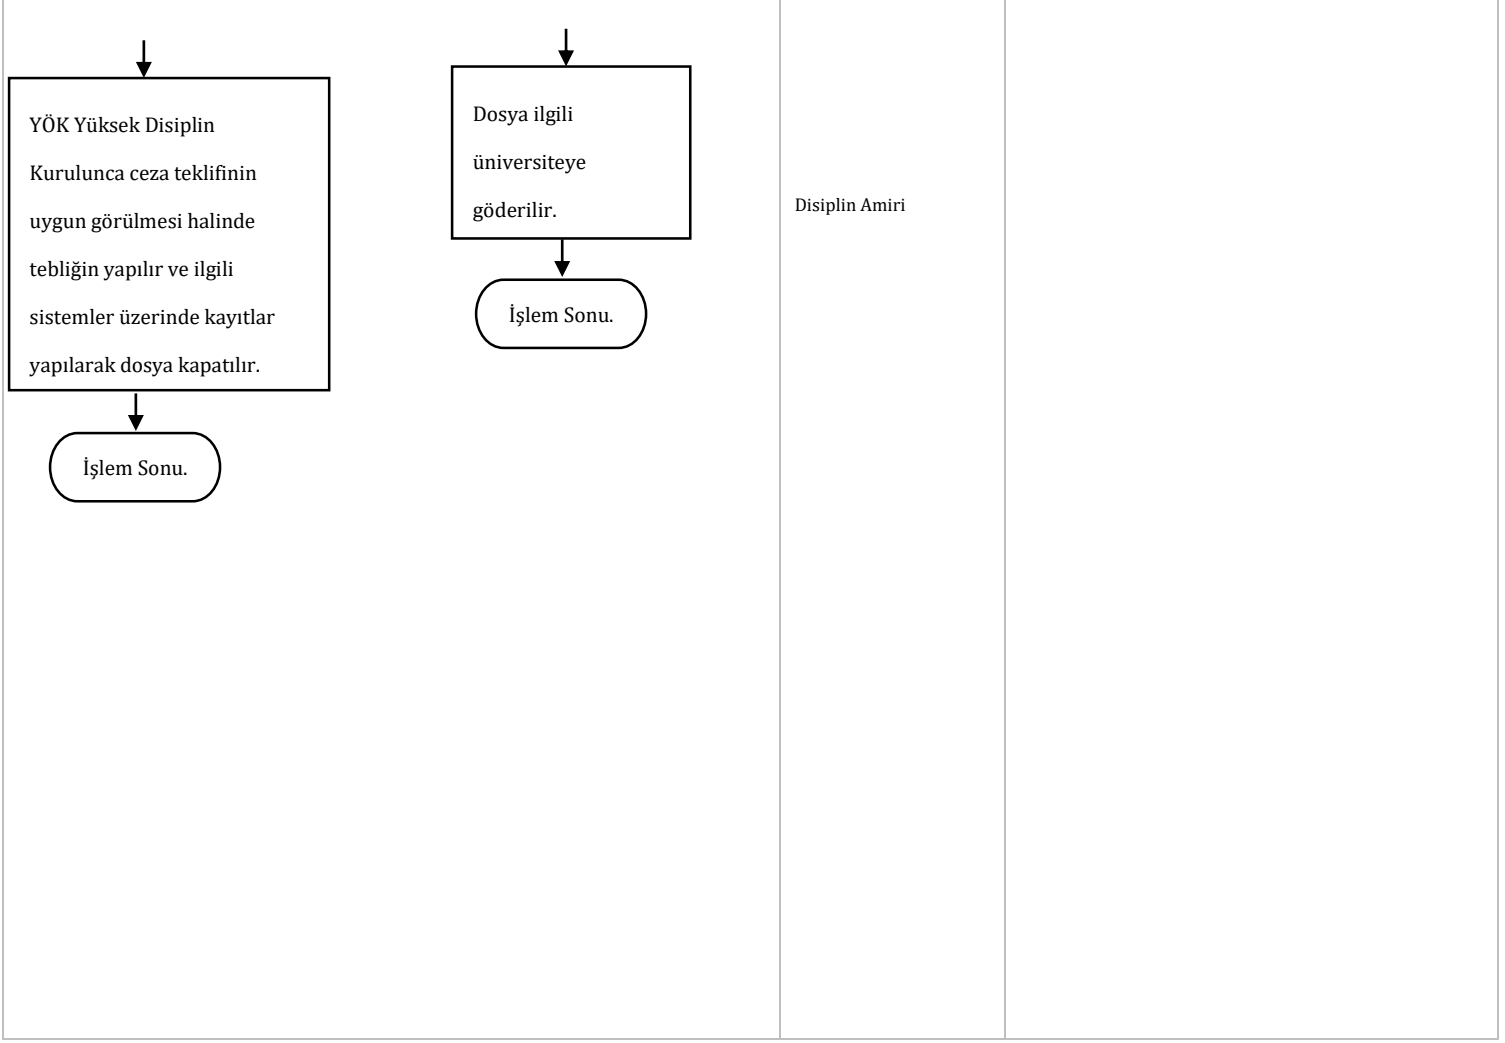 YÖK Yüksek Disiplin
Kurulunca ceza teklifinin
uygun görülmesi halinde
tebliğin yapılır ve ilgili
sistemler üzerinde kayıtlar
yapılarak dosya kapatılır.
İşlem Sonu.
Dosya ilgili
üniversiteye
göderilir.
İşlem Sonu.
Disiplin Amiri